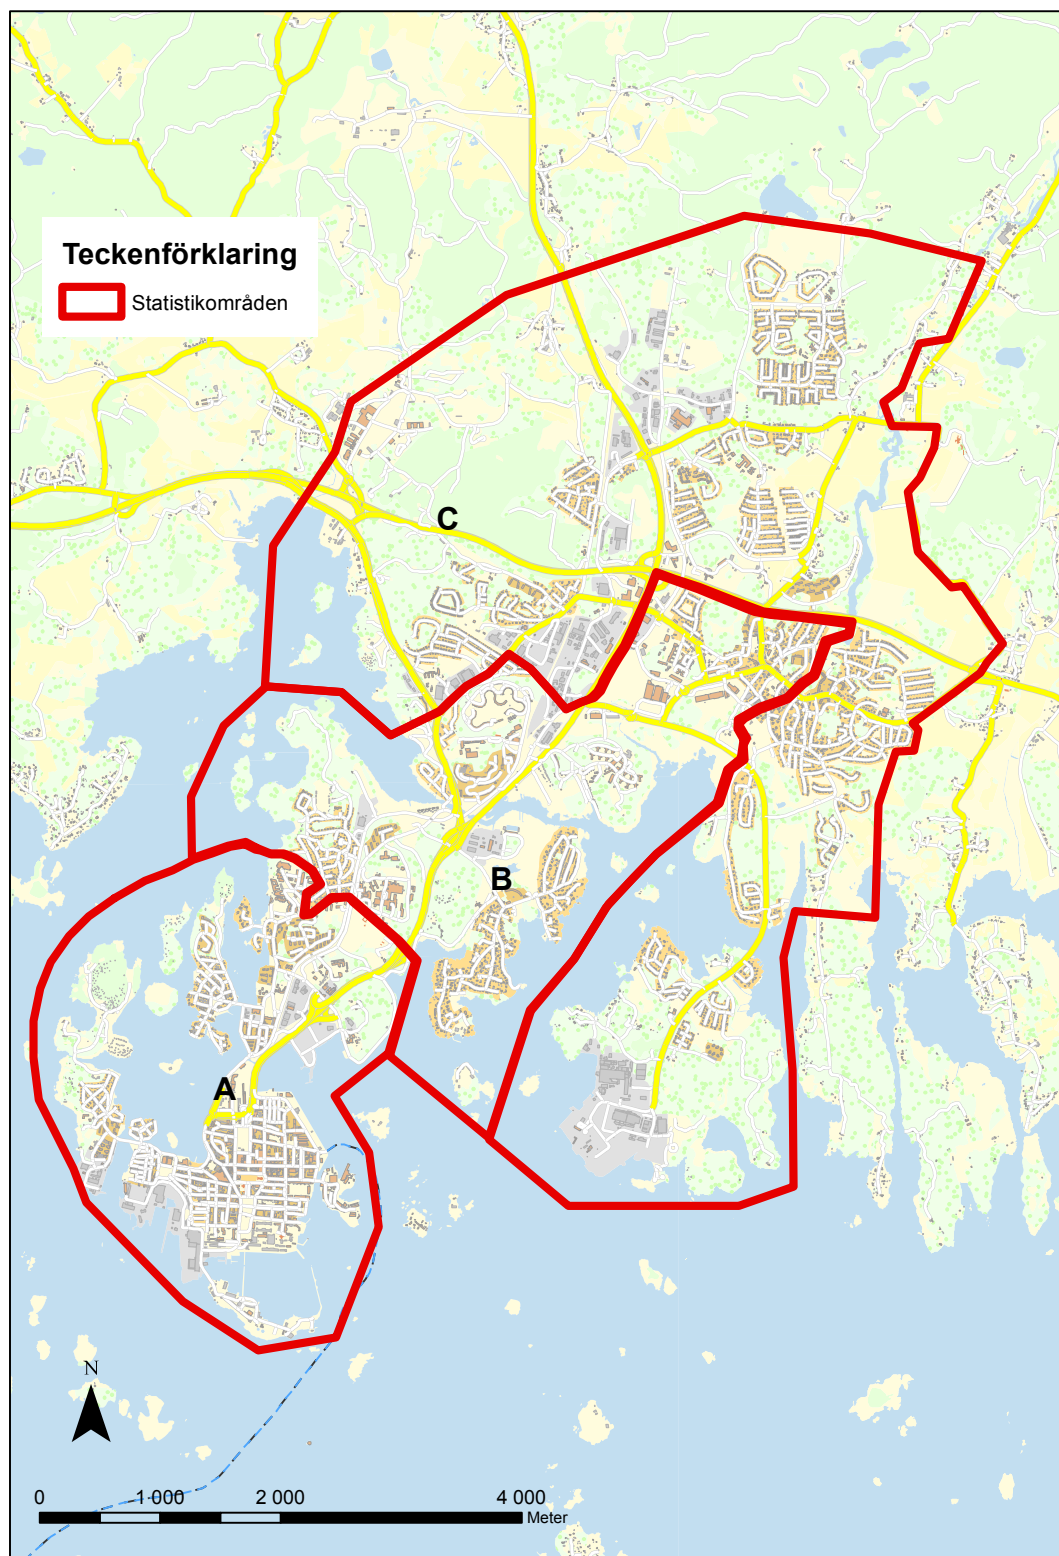 Teckenförklaring
Statistikområden
C
B
A
N
0 1 000 2 000 4 000
Meter